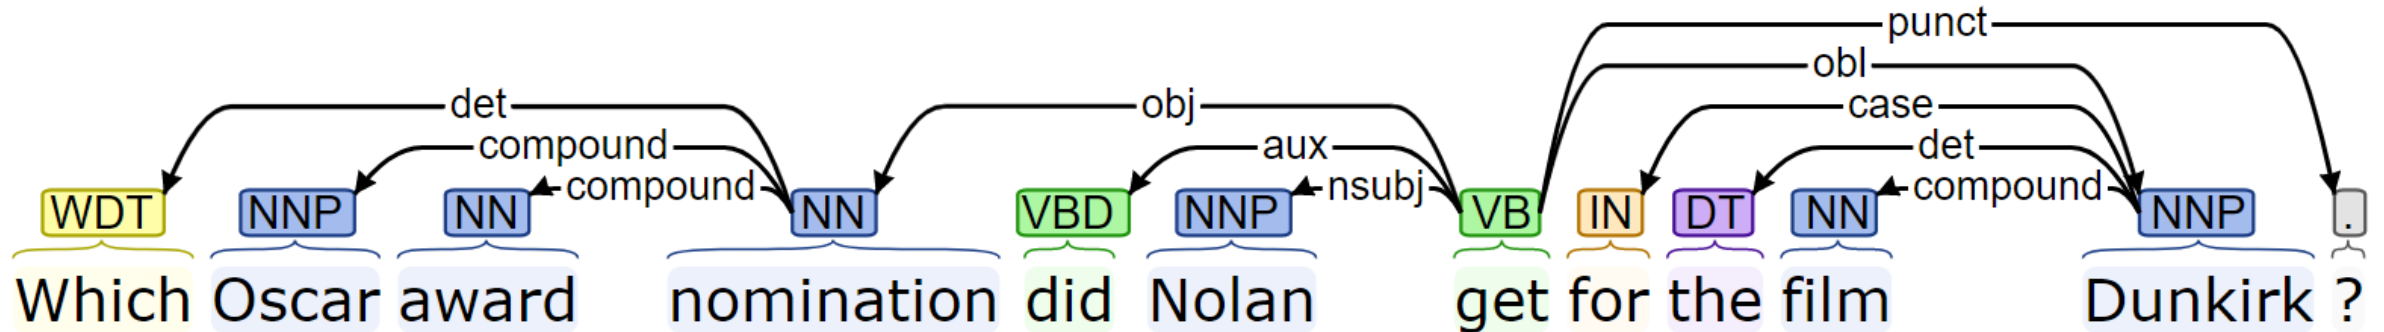 punct
obl
det obj case
compound aux det
compound nsubj compound
WDT NNP NN NN VBD NNP VB IN DT NN NNP .
Which Oscar award nomination did Nolan get for the film Dunkirk ?